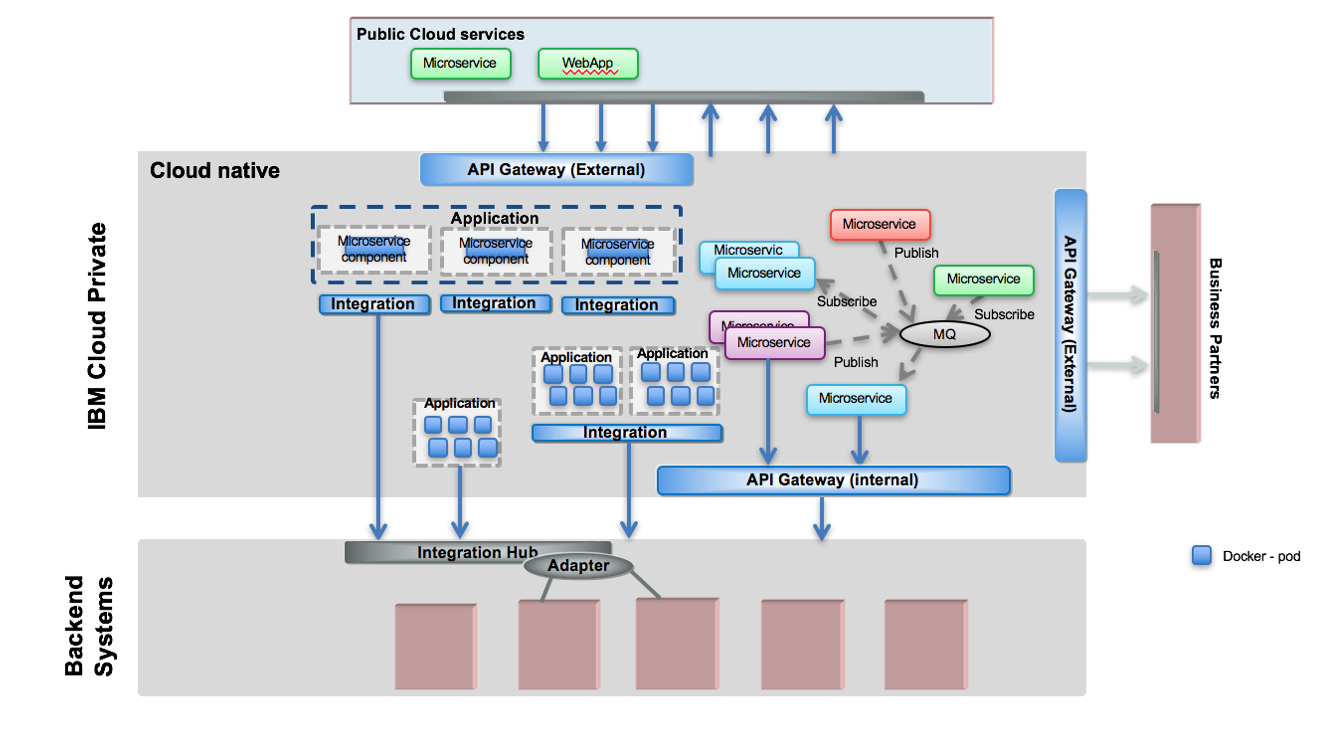 Public Cloud services
Microservice
WebApp
Cloud native
API Gateway (External)
IBM Cloud Private
Application
Microservice
component
Microservice
component
Microservice
component
Integration
Integration
Integration
Microservic
Microservice
Microservice
Publish
Microservice
Subscribe
Subscribe
MQ
Microservice
Microservice
Publish
Microservice
Application
Application
Integration
Application
API Gateway (internal)
API Gateway (External)
Business Partners
Integration Hub
Adapter
Backend
Systems
Docker - pod